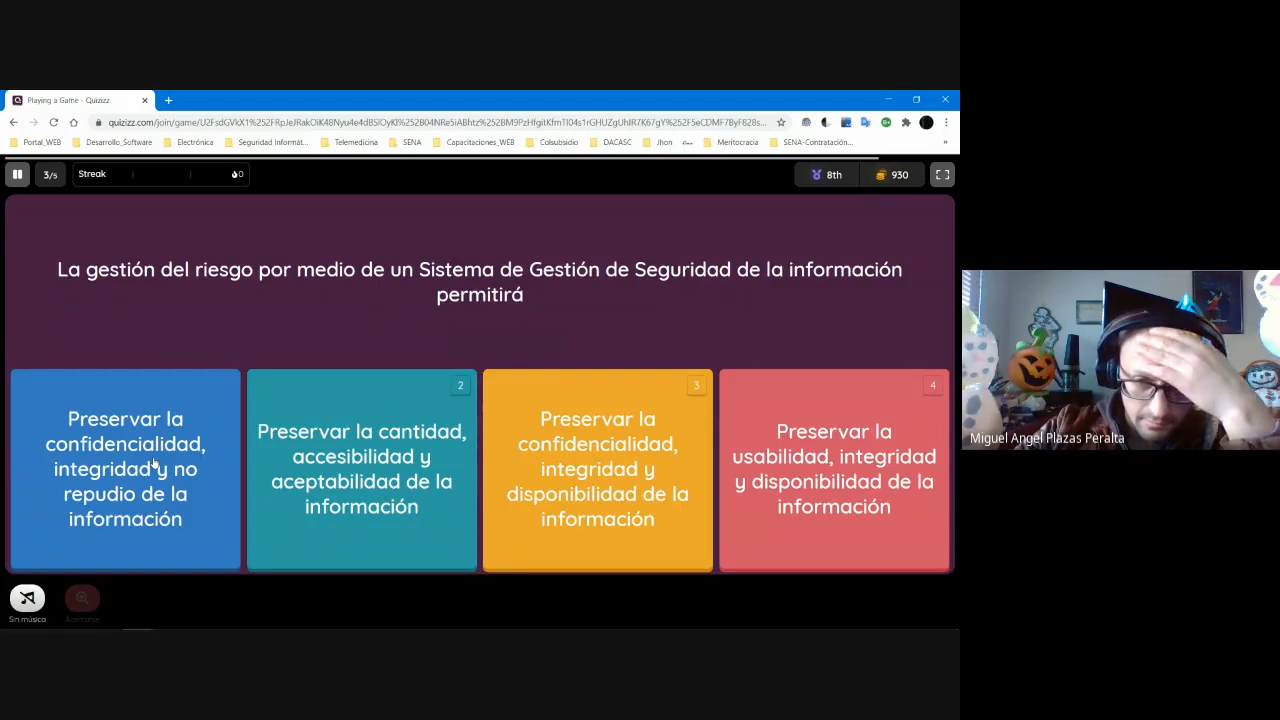 Playing a Game - Quizizz
Portal_WEB Desarrollo_Software Electrónica Seguridad Informát... Telemedicina SENA Capacitaciones_WEB Colsubsidio DACASC Jhon Meritocracia SENA-Contratación... »
3/5 Streak 0 8th 930
La gestión del riesgo por medio de un Sistema de Gestión de Seguridad de la información
permitirá
Preservar la
confidencialidad,
integridad y no
repudio de la
información
2
Preservar la cantidad,
accesibilidad y
aceptabilidad de la
información
3
Preservar la
confidencialidad,
integridad y
disponibilidad de la
información
4
Preservar la
usabilidad, integridad
y disponibilidad de la
información
Sin música Acercarse
Miguel Angel Plazas Peralta